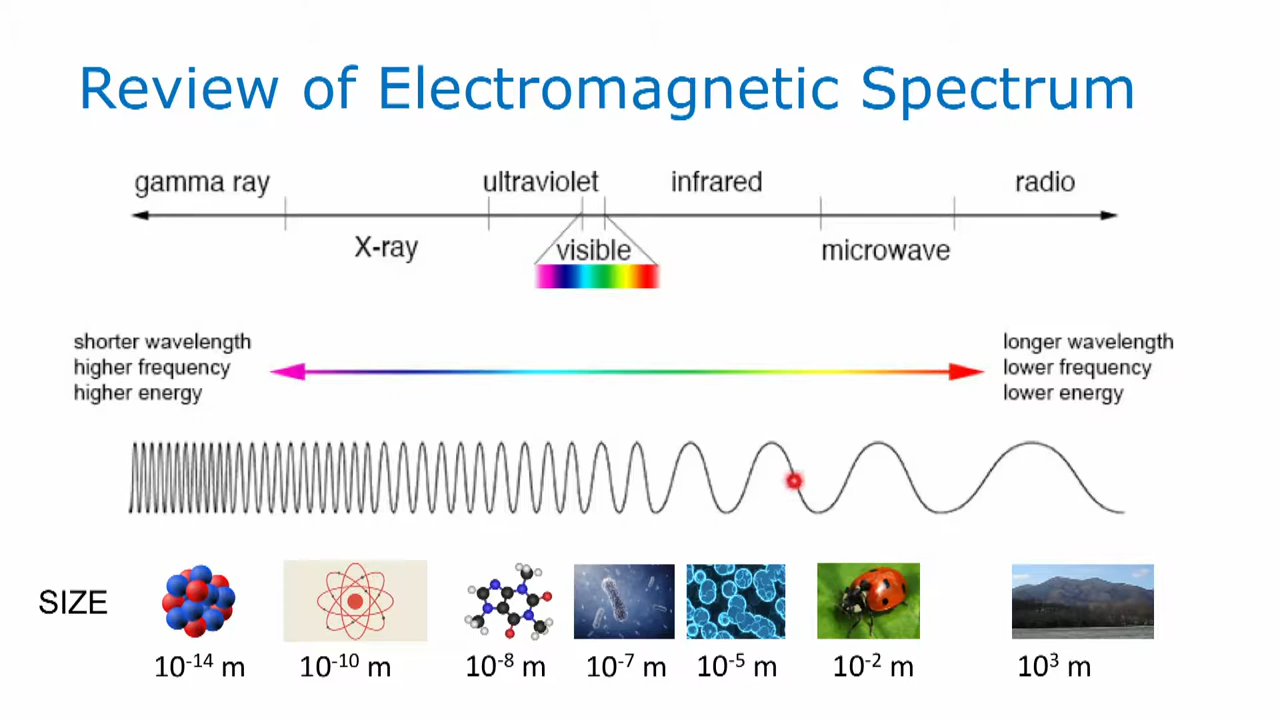 Review of Electromagnetic Spectrum
gamma ray
ultraviolet
infrared
radio
X-ray
visible
microwave
shorter wavelength
higher frequency
higher energy
longer wavelength
lower frequency
lower energy
SIZE
10⁻¹⁴ m
10⁻¹⁰ m
10⁻⁸ m
10⁻⁷ m
10⁻⁵ m
10⁻² m
10³ m